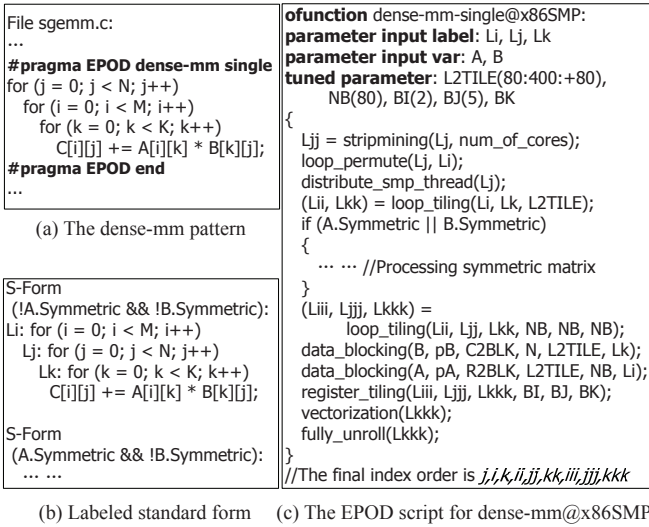 File sgemm.c:
...
#pragma EPOD dense-mm single
for (j = 0; j < N; j++)
for (i = 0; i < M; i++)
for (k = 0; k < K; k++)
C[i][j] += A[i][k] * B[k][j];
#pragma EPOD end
...
(a) The dense-mm pattern
S-Form
(!A.Symmetric && !B.Symmetric):
Li: for (i = 0; i < M; i++)
Lj: for (j = 0; j < N; j++)
Lk: for (k = 0; k < K; k++)
C[i][j] += A[i][k] * B[k][j];
S-Form
(A.Symmetric && !B.Symmetric):
... ...
(b) Labeled standard form
ofunction dense-mm-single@x86SMP:
parameter input label: Li, Lj, Lk
parameter input var: A, B
tuned parameter: L2TILE(80:400:+80),
NB(80), BI(2), BJ(5), BK
{
Ljj = stripmining(Lj, num_of_cores);
loop_permute(Lj, Li);
distribute_smp_thread(Lj);
(Lii, Lkk) = loop_tiling(Li, Lk, L2TILE);
if (A.Symmetric || B.Symmetric)
{
... ... //Processing symmetric matrix
}
(Liii, Ljjj, Lkkk) =
loop_tiling(Lii, Ljj, Lkk, NB, NB, NB);
data_blocking(B, pB, C2BLK, N, L2TILE, Lk);
data_blocking(A, pA, R2BLK, L2TILE, NB, Li);
register_tiling(Liii, Ljjj, Lkkk, BI, BJ, BK);
vectorization(Lkkk);
fully_unroll(Lkkk);
}
//The final index order is j,i,k,ii,jj,kk,iii,jjj,kkk
(c) The EPOD script for dense-mm@x86SMP